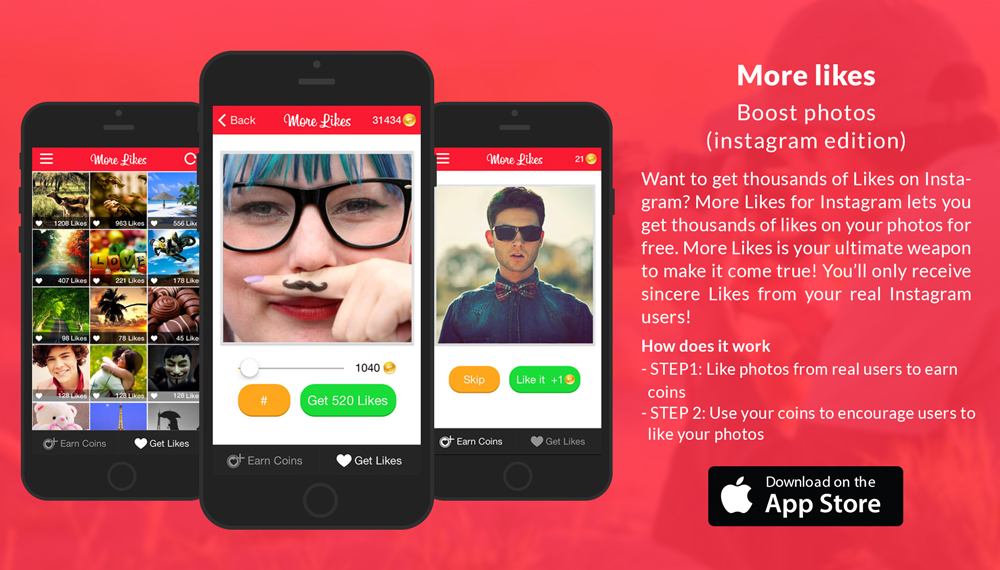 More Likes
1208 Likes
963 Likes
556 Lik
407 Likes
221 Likes
178 Lik
98 Likes
78 Likes
45 Lik
128 Likes
128 Likes
128 Lik
Earn Coins
Get Likes
Back
More Likes
31434
1040
#
Get 520 Likes
Earn Coins
Get Likes
More Likes
21
Skip
Like it +1
Earn Coins
Get Likes
More likes
Boost photos
(instagram edition)
Want to get thousands of Likes on Insta-
gram? More Likes for Instagram lets you
get thousands of likes on your photos for
free. More Likes is your ultimate weapon
to make it come true! You'll only receive
sincere Likes from your real Instagram
users!
How does it work
- STEP1: Like photos from real users to earn
coins
- STEP 2: Use your coins to encourage users to
like your photos
Download on the
App Store